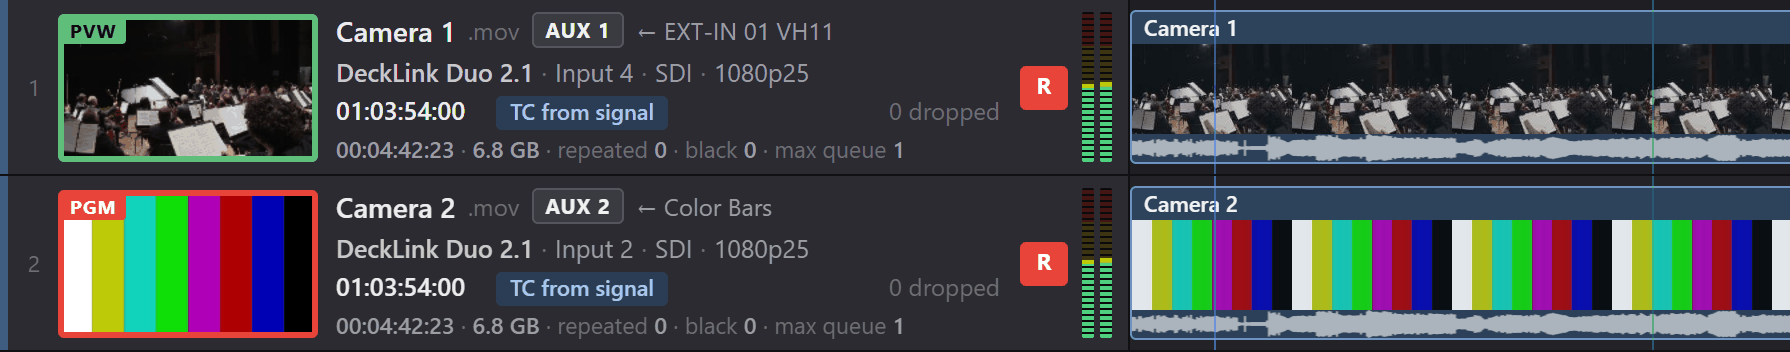 1
PVW
Camera 1 .mov AUX 1 ← EXT-IN 01 VH11
DeckLink Duo 2.1 · Input 4 · SDI · 1080p25
01:03:54:00 TC from signal 0 dropped
00:04:42:23 · 6.8 GB · repeated 0 · black 0 · max queue 1
R
Camera 1
2
PGM
Camera 2 .mov AUX 2 ← Color Bars
DeckLink Duo 2.1 · Input 2 · SDI · 1080p25
01:03:54:00 TC from signal 0 dropped
00:04:42:23 · 6.8 GB · repeated 0 · black 0 · max queue 1
R
Camera 2